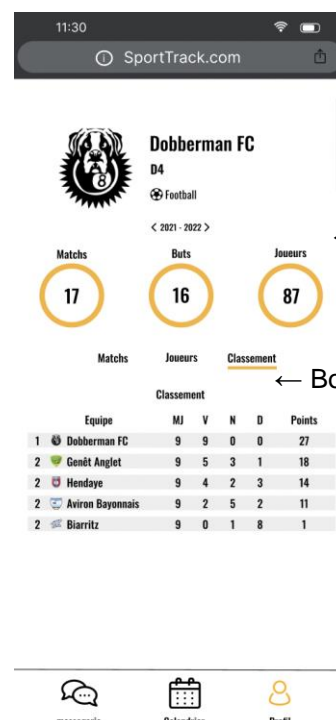 11:30
SportTrack.com
Dobberman FC
D4
Football
8
< 2021 - 2022 >
Matchs Buts Joueurs
17 16 87
Matchs Joueurs Classement
← Bo
Classement
Equipe MJ V N D Points
1 Dobberman FC 9 9 0 0 27
2 Genêt Anglet 9 5 3 1 18
2 Hendaye 9 4 2 3 14
2 Aviron Bayonnais 9 2 5 2 11
2 Biarritz 9 0 1 8 1